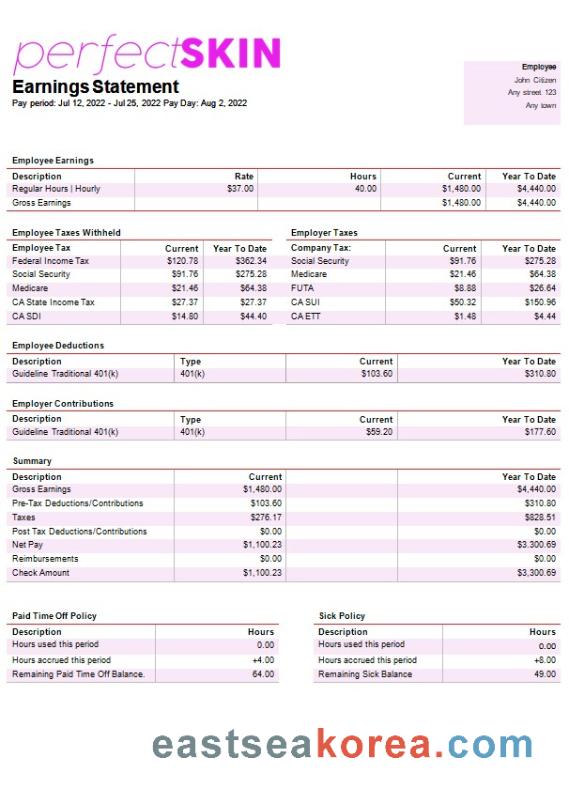 perfectSKIN
Earnings Statement
Pay period: Jul 12, 2022 - Jul 25, 2022 Pay Day: Aug 2, 2022
Employee
John Citizen
Any street 123
Any town
Employee Earnings
Description Rate Hours Current Year To Date
Regular Hours | Hourly $37.00 40.00 $1,480.00 $4,440.00
Gross Earnings $1,480.00 $4,440.00
Employee Taxes Withheld
Employee Tax Current Year To Date
Federal Income Tax $120.78 $362.34
Social Security $91.76 $275.28
Medicare $21.46 $64.38
CA State Income Tax $27.37 $27.37
CA SDI $14.80 $44.40
Employer Taxes
Company Tax: Current Year To Date
Social Security $91.76 $275.28
Medicare $21.46 $64.38
FUTA $8.88 $26.64
CA SUI $50.32 $150.96
CA ETT $1.48 $4.44
Employee Deductions
Description Type Current Year To Date
Guideline Traditional 401(k) 401(k) $103.60 $310.80
Employer Contributions
Description Type Current Year To Date
Guideline Traditional 401(k) 401(k) $59.20 $177.60
Summary
Description Current Year To Date
Gross Earnings $1,480.00 $4,440.00
Pre-Tax Deductions/Contributions $103.60 $310.80
Taxes $276.17 $828.51
Post Tax Deductions/Contributions $0.00 $0.00
Net Pay $1,100.23 $3.300.69
Reimbursements $0.00 $0.00
Check Amount $1,100.23 $3,300.69
Paid Time Off Policy
Description Hours
Hours used this period 0.00
Hours accrued this period +4.00
Remaining Paid Time Off Balance. 64.00
Sick Policy
Description Hours
Hours used this period 0.00
Hours accrued this period +8.00
Remaining Sick Balance 49.00
eastseakorea.com